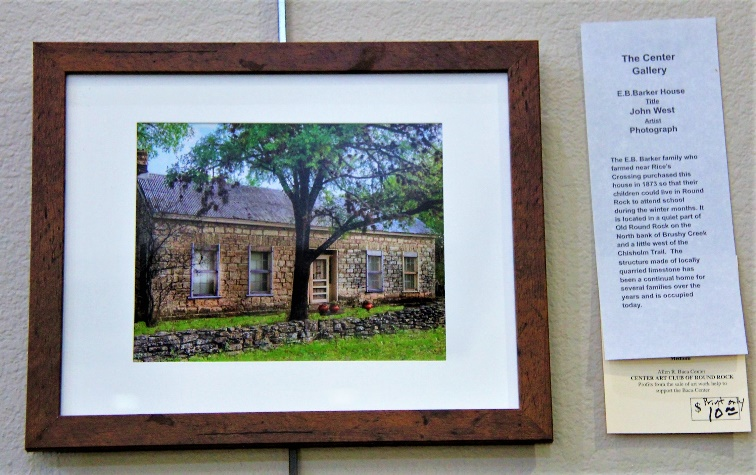 The Center
Gallery
E.B.Barker House
Title
John West
Artist
Photograph
The E.B. Barker family who
farmed near Rice's
Crossing purchased this
house in 1873 so that their
children could live in Round
Rock to attend school
during the winter months. It
is located in a quiet part of
Old Round Rock on the
North bank of Brushy Creek
and a little west of the
Chisholm Trail. The
structure made of locally
quarried limestone has
been a continual home for
several families over the
years and is occupied
today.
Medium
Allen R. Baca Center
CENTER ART CLUB OF ROUND ROCK
Profits from the sale of art work help to
support the Baca Center
Print only
$ 10.00